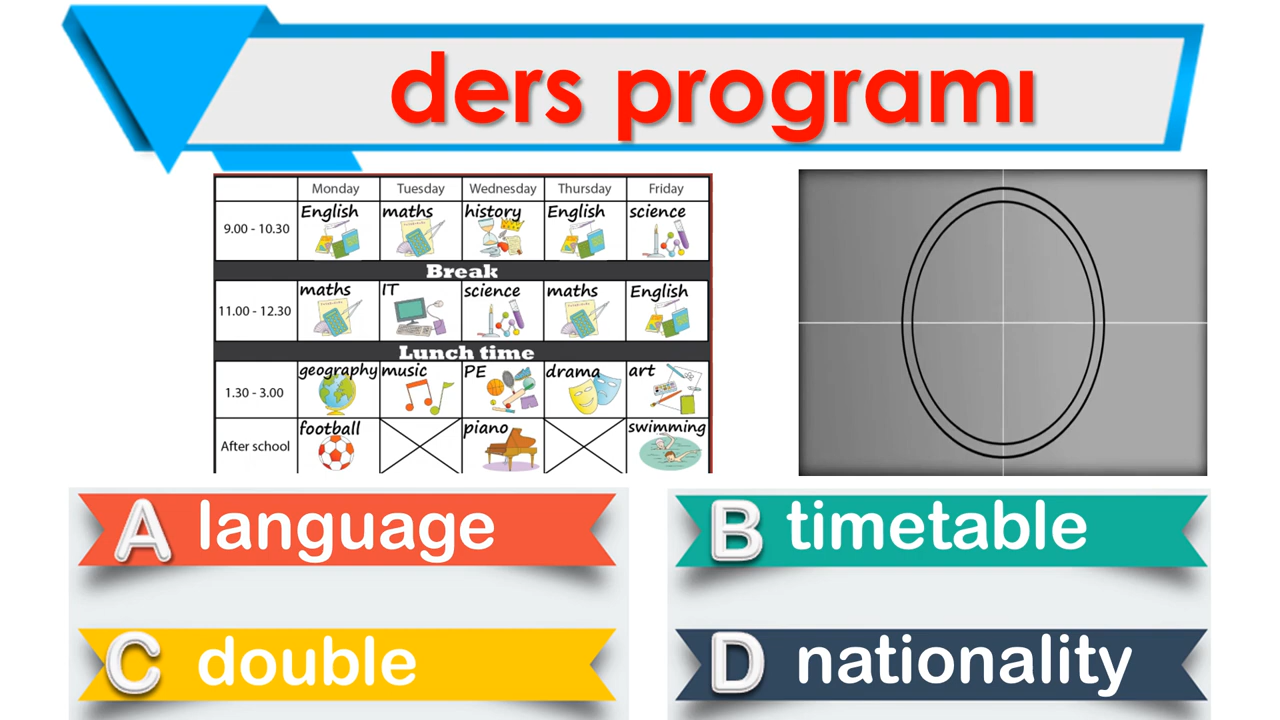 ders programı
Monday Tuesday Wednesday Thursday Friday
9.00 - 10.30 English maths history English science
Break
11.00 - 12.30 maths IT science maths English
Lunch time
1.30 - 3.00 geography music PE drama art
After school football piano swimming
A language
B timetable
C double
D nationality